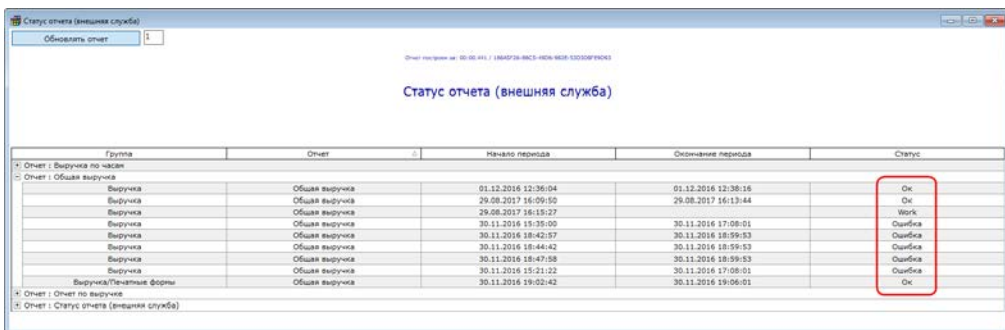 Статус отчета (внешняя служба)
Обновлять отчет 1
Статус отчета (внешняя служба)
Группа Отчет Начало периода Окончание периода Статус
Отчет : Выручка по часам
Отчет : Общая выручка
Выручка Общая выручка 01.12.2016 12:36:04 01.12.2016 12:38:16 Ок
Выручка Общая выручка 29.08.2017 16:09:50 29.08.2017 16:13:44 Ок
Выручка Общая выручка 29.08.2017 16:15:27 Work
Выручка Общая выручка 30.11.2016 15:35:00 30.11.2016 17:08:01 Ошибка
Выручка Общая выручка 30.11.2016 18:42:57 30.11.2016 18:59:53 Ошибка
Выручка Общая выручка 30.11.2016 18:44:42 30.11.2016 18:59:53 Ошибка
Выручка Общая выручка 30.11.2016 18:47:58 30.11.2016 18:59:53 Ошибка
Выручка Общая выручка 30.11.2016 15:21:22 30.11.2016 17:08:01 Ошибка
Выручка/Печатные формы Общая выручка 30.11.2016 19:02:42 30.11.2016 19:06:01 Ок
Отчет : Отчет по выручке
Отчет : Статус отчета (внешняя служба)